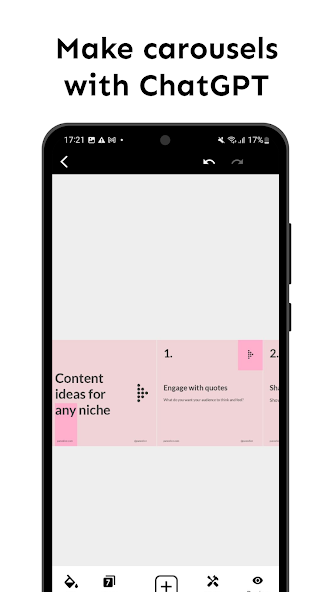 Make carousels
with ChatGPT
17:21
17%
Content
ideas for
any niche
1.
Engage with quotes
What do you want your audience to think and feel?
2.
Sha
7